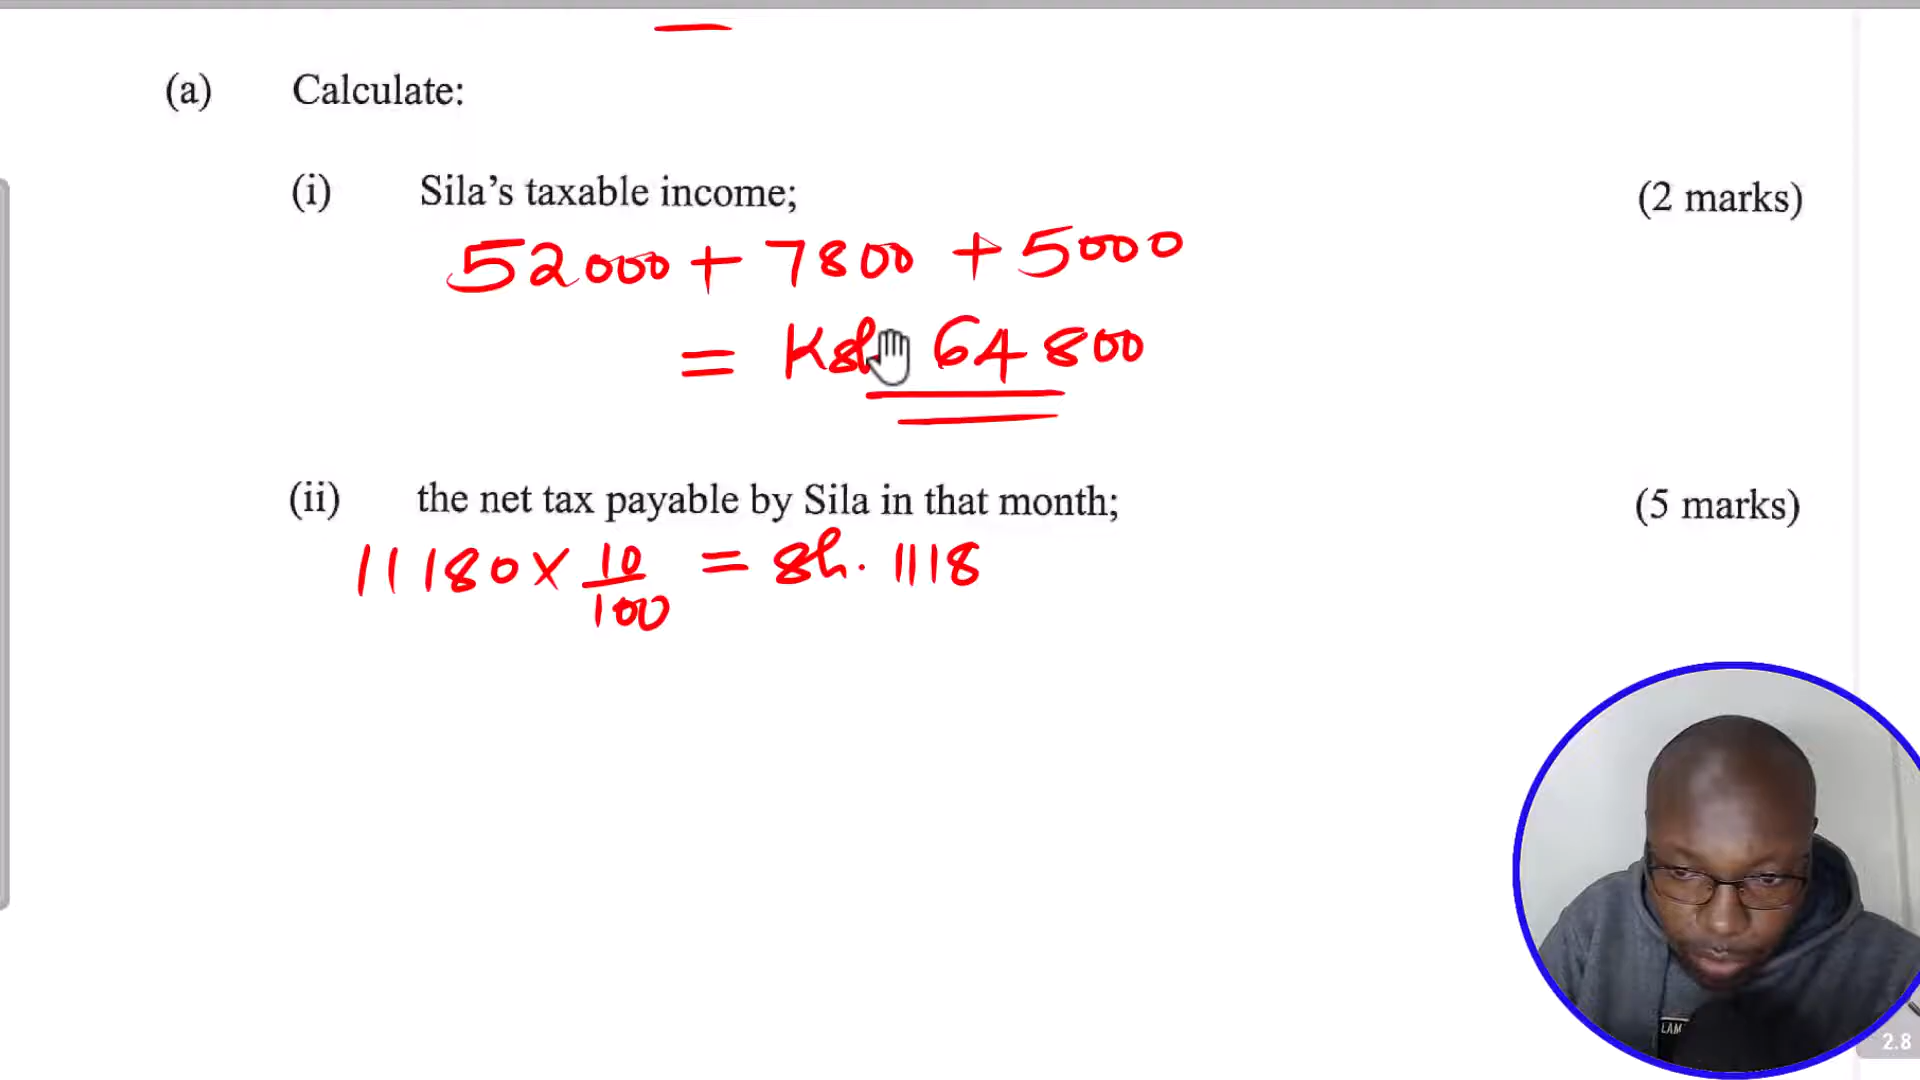 (a) Calculate:
(i) Sila's taxable income; (2 marks)
52000 + 7800 + 5000
= Ksh 64800
(ii) the net tax payable by Sila in that month; (5 marks)
11180 × 10/100 = sh. 1118
LAM
2.8